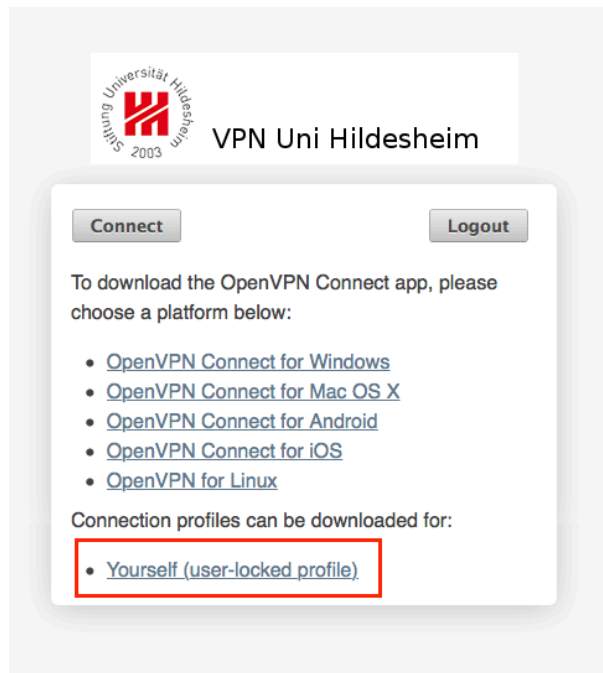 Stiftung Universität Hildesheim
2003
VPN Uni Hildesheim
Connect
Logout
To download the OpenVPN Connect app, please
choose a platform below:
• OpenVPN Connect for Windows
• OpenVPN Connect for Mac OS X
• OpenVPN Connect for Android
• OpenVPN Connect for iOS
• OpenVPN for Linux
Connection profiles can be downloaded for:
• Yourself (user-locked profile)